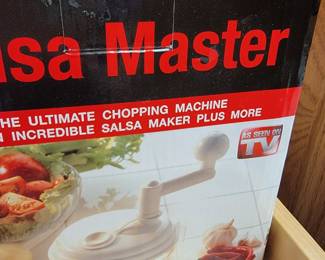 lsa Master
THE ULTIMATE CHOPPING MACHINE
N INCREDIBLE SALSA MAKER PLUS MORE
AS SEEN ON
TV